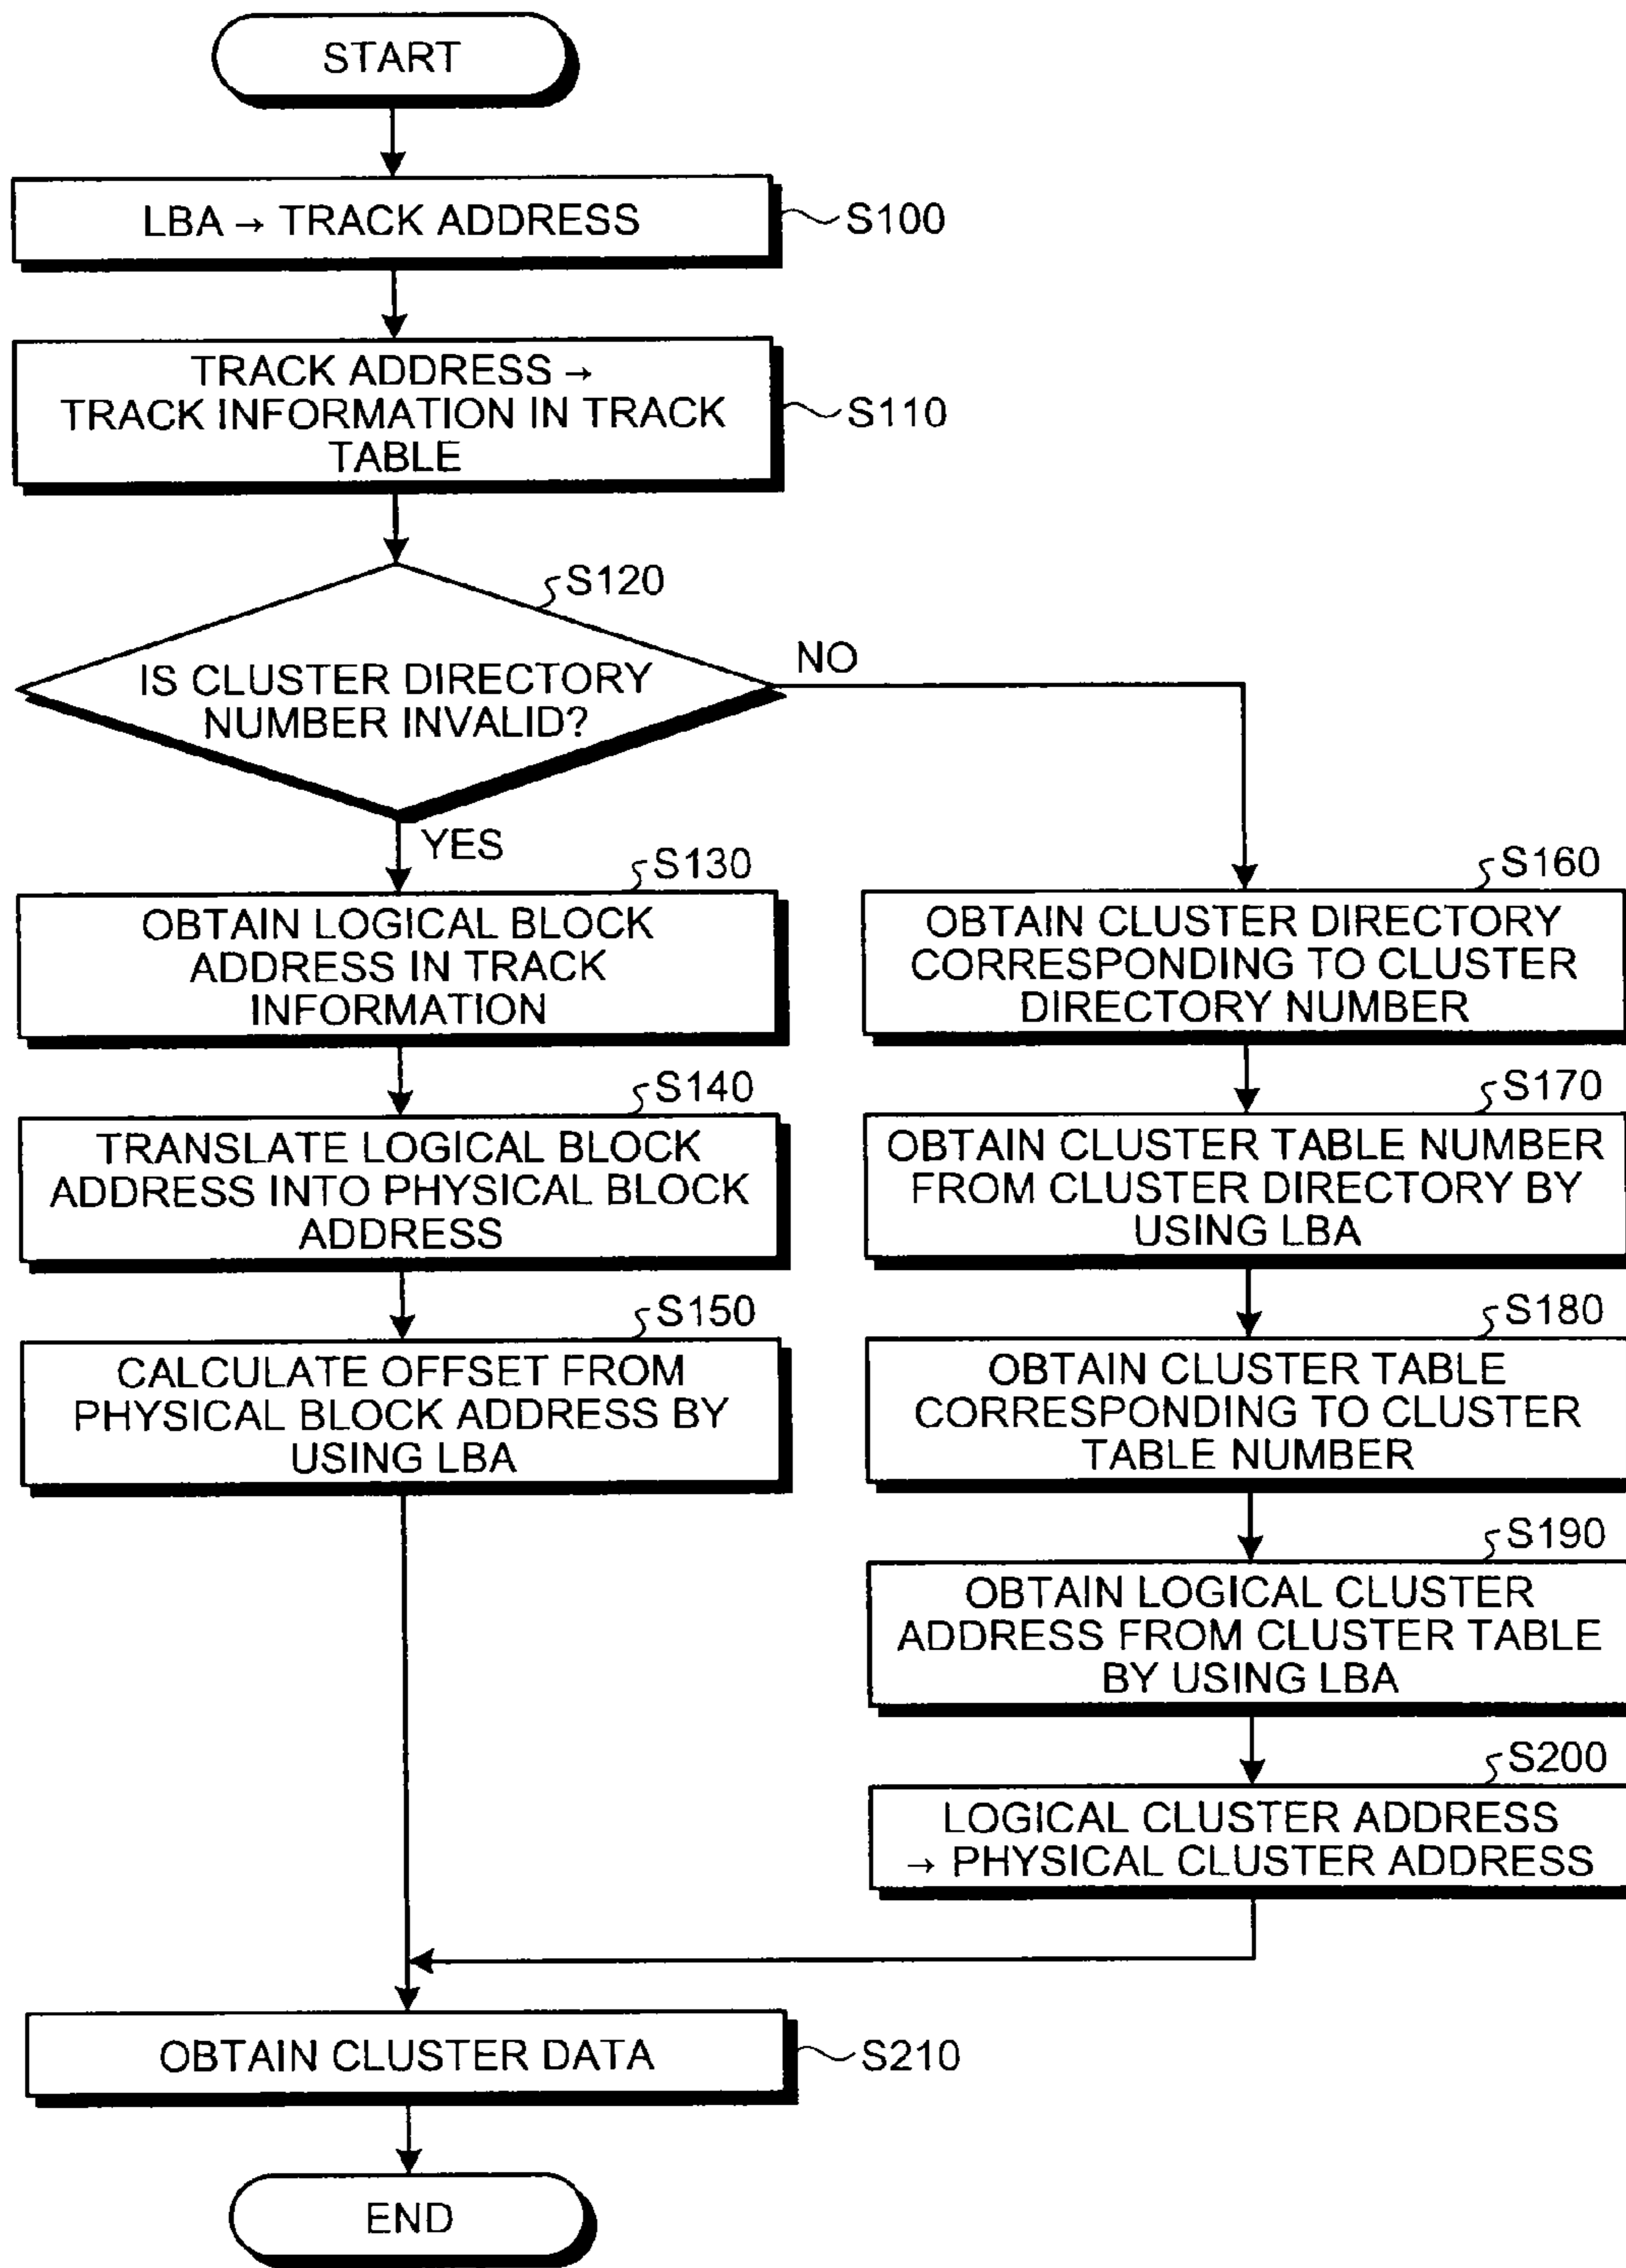 START
LBA → TRACK ADDRESS
S100
TRACK ADDRESS →
TRACK INFORMATION IN TRACK
TABLE
S110
S120
IS CLUSTER DIRECTORY
NUMBER INVALID?
NO
YES
S130
OBTAIN LOGICAL BLOCK
ADDRESS IN TRACK
INFORMATION
S140
TRANSLATE LOGICAL BLOCK
ADDRESS INTO PHYSICAL BLOCK
ADDRESS
S150
CALCULATE OFFSET FROM
PHYSICAL BLOCK ADDRESS BY
USING LBA
S160
OBTAIN CLUSTER DIRECTORY
CORRESPONDING TO CLUSTER
DIRECTORY NUMBER
S170
OBTAIN CLUSTER TABLE NUMBER
FROM CLUSTER DIRECTORY BY
USING LBA
S180
OBTAIN CLUSTER TABLE
CORRESPONDING TO CLUSTER
TABLE NUMBER
S190
OBTAIN LOGICAL CLUSTER
ADDRESS FROM CLUSTER TABLE
BY USING LBA
S200
LOGICAL CLUSTER ADDRESS
→ PHYSICAL CLUSTER ADDRESS
OBTAIN CLUSTER DATA
S210
END